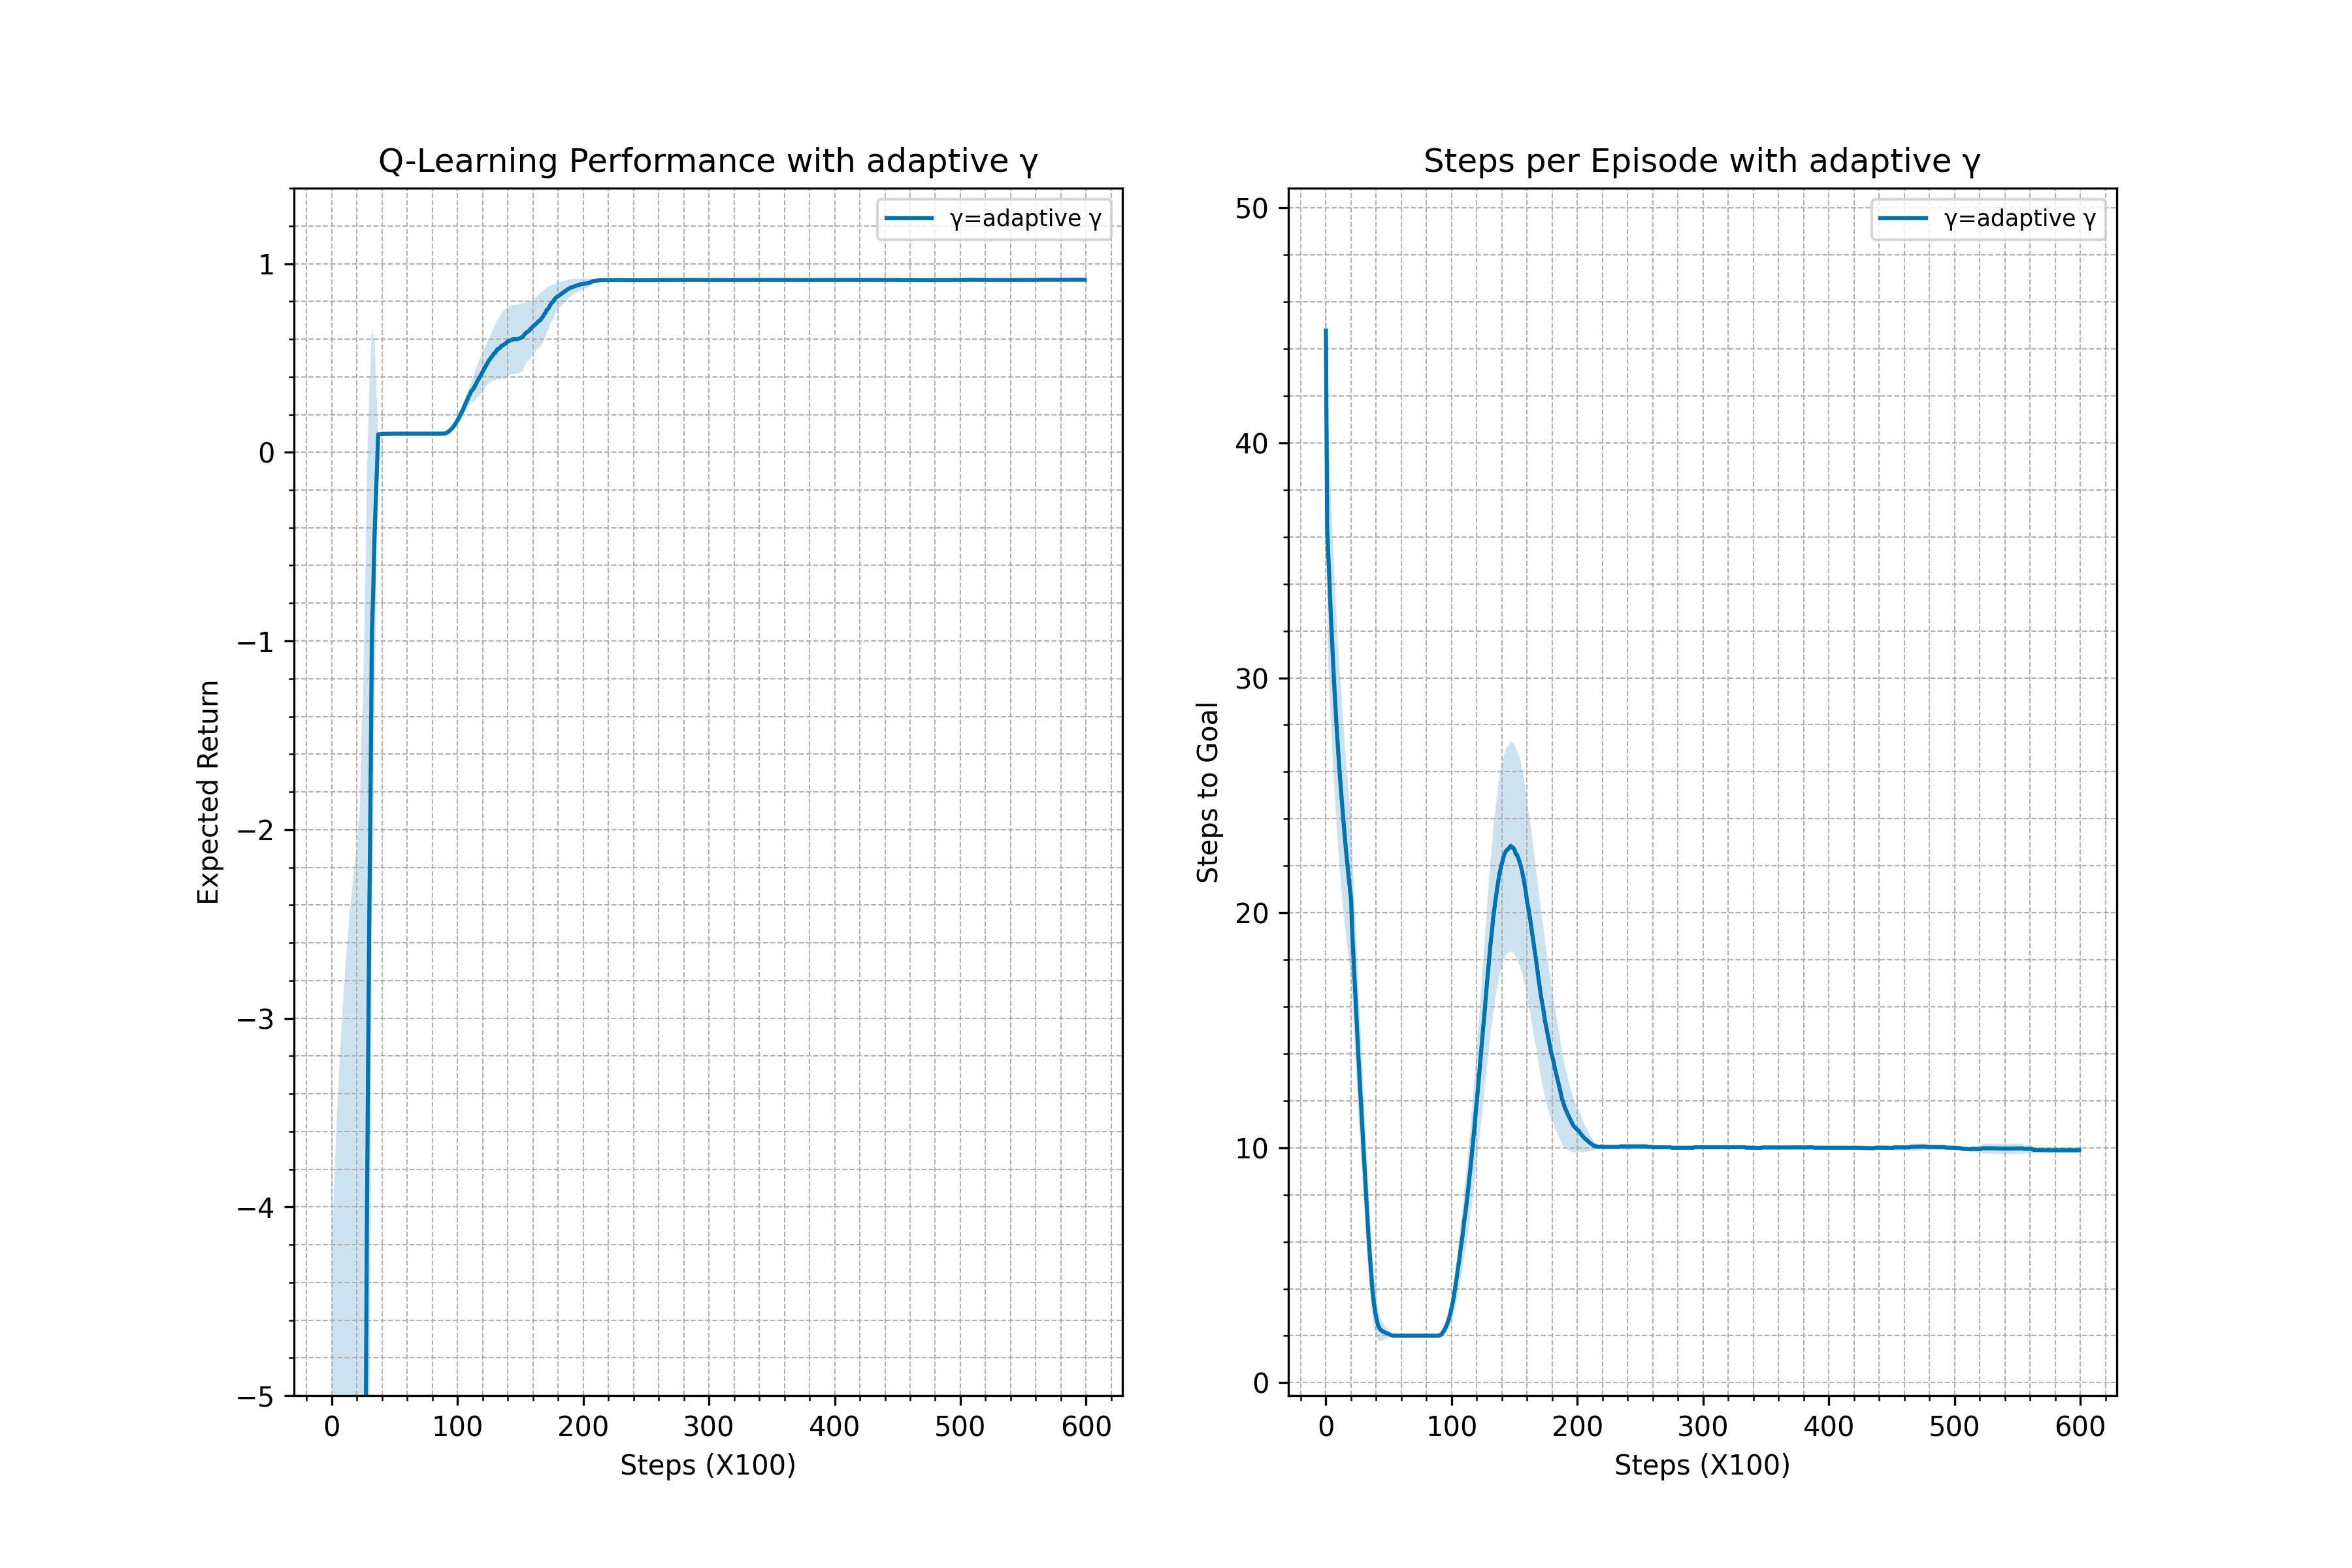 Q-Learning Performance with adaptive γ
γ=adaptive γ
1
0
−1
−2
−3
−4
−5
Expected Return
0 100 200 300 400 500 600
Steps (X100)
Steps per Episode with adaptive γ
γ=adaptive γ
50
40
30
20
10
0
Steps to Goal
0 100 200 300 400 500 600
Steps (X100)